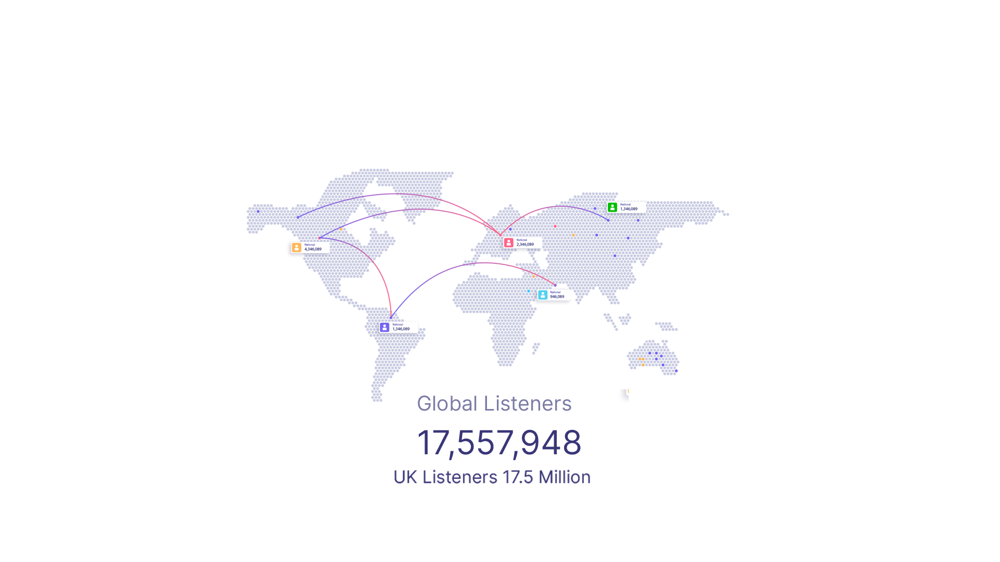 National
1,346,089
National
2,346,089
National
4,346,089
National
946,089
National
1,346,089
Global Listeners
17,557,948
UK Listeners 17.5 Million